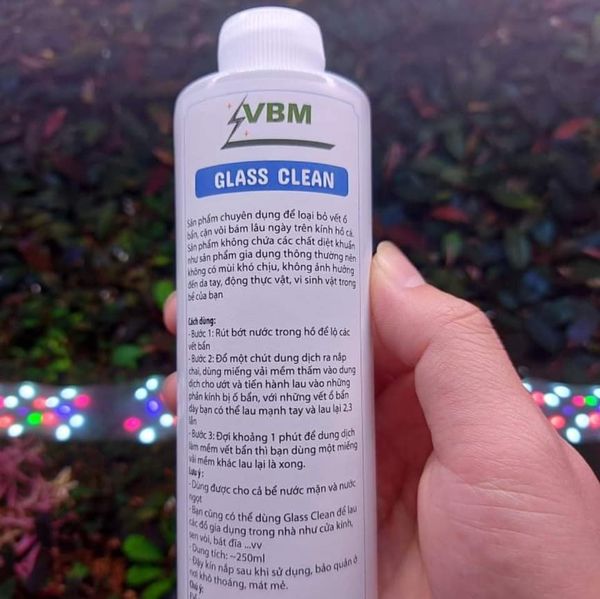 VBM
GLASS CLEAN
Sản phẩm chuyên dụng để loại bỏ vết ố
bẩn, cặn vôi bám lâu ngày trên kính hồ cá.
Sản phẩm không chứa các chất diệt khuẩn
như sản phẩm gia dụng thông thường nên
không có mùi khó chịu, không ảnh hưởng
đến da tay, động thực vật, vi sinh vật trong
bể của bạn
Cách dùng:
- Bước 1: Rút bớt nước trong hồ để lộ các
vết bẩn
- Bước 2: Đổ một chút dung dịch ra nắp
chai, dùng miếng vải mềm thấm vào dung
dịch cho ướt và tiến hành lau vào những
phần kính bị ố bẩn, với những vết ố bẩn
dày bạn có thể lau mạnh tay và lau lại 2,3
lần
- Bước 3: Đợi khoảng 1 phút để dung dịch
làm mềm vết bẩn thì bạn dùng một miếng
vải mềm khác lau lại là xong.
Lưu ý:
- Dùng được cho cả bể nước mặn và nước
ngọt
- Bạn cũng có thể dùng Glass Clean để lau
các đồ gia dụng trong nhà như cửa kính,
sen vòi, bát đĩa ...vv
- Dung tích: ~250ml
- Đậy kín nắp sau khi sử dụng, bảo quản ở
nơi khô thoáng, mát mẻ.
Chú ý: